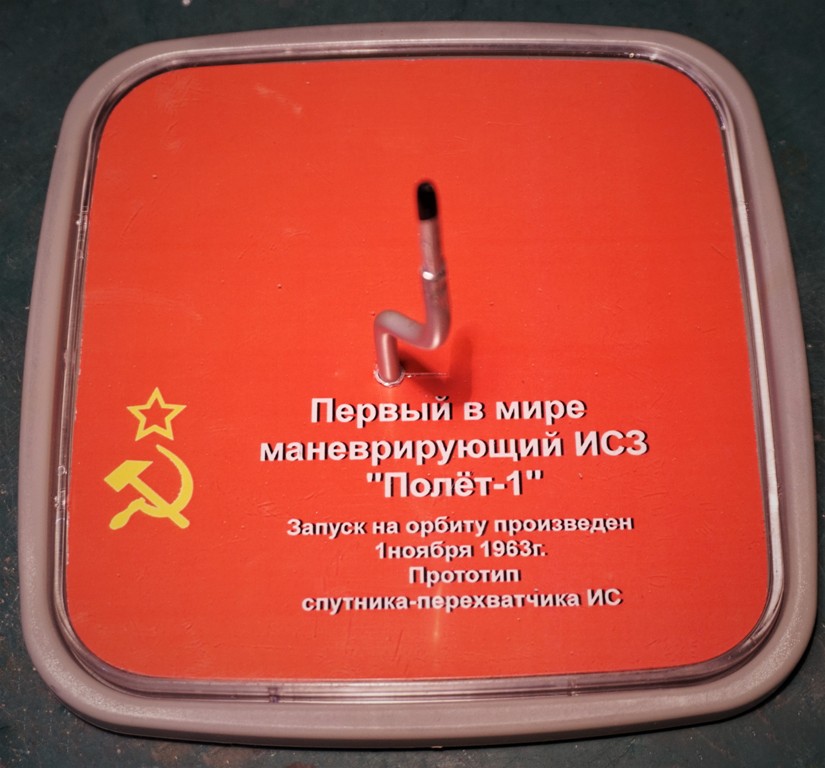 Первый в мире
маневрирующий ИСЗ
"Полёт-1"
Запуск на орбиту произведен
1ноября 1963г.
Прототип
спутника-перехватчика ИС